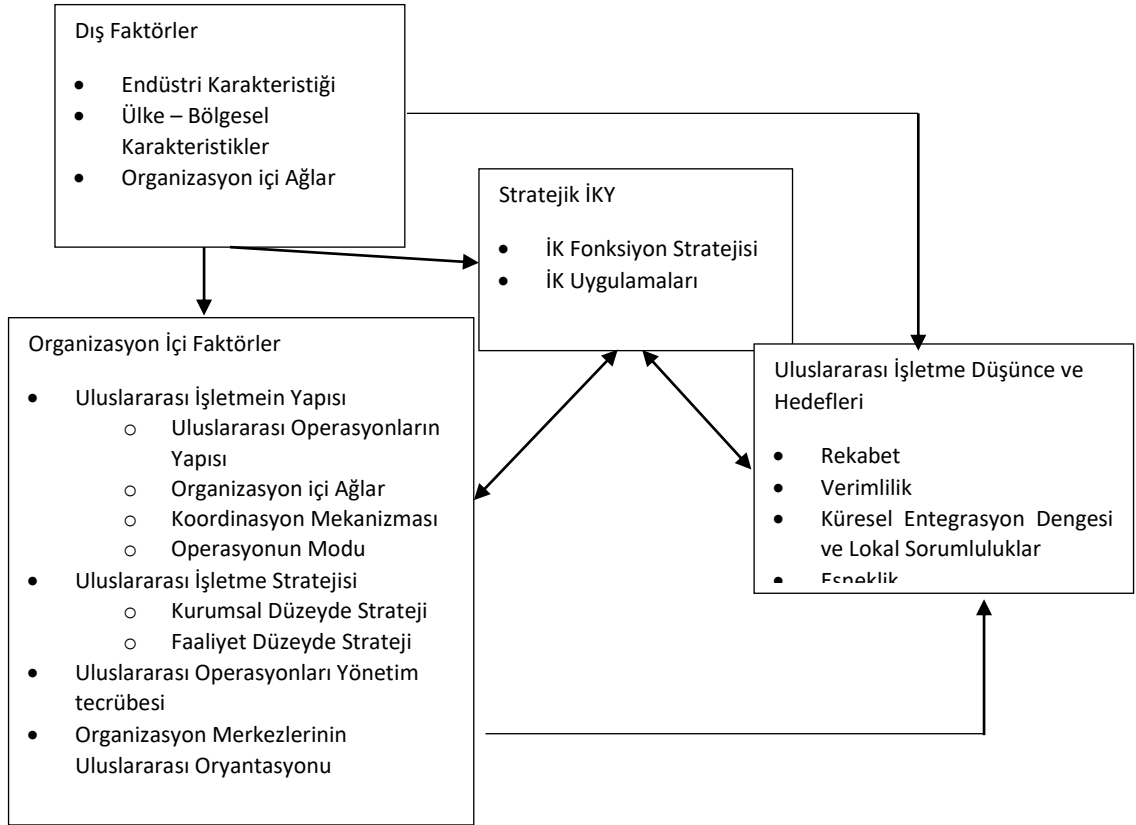 Dış Faktörler
• Endüstri Karakteristiği
• Ülke – Bölgesel
Karakteristikler
• Organizasyon içi Ağlar
Stratejik İKY
• İK Fonksiyon Stratejisi
• İK Uygulamaları
Organizasyon İçi Faktörler
• Uluslararası İşletmein Yapısı
o Uluslararası Operasyonların
Yapısı
o Organizasyon içi Ağlar
o Koordinasyon Mekanizması
o Operasyonun Modu
• Uluslararası İşletme Stratejisi
o Kurumsal Düzeyde Strateji
o Faaliyet Düzeyde Strateji
• Uluslararası Operasyonları Yönetim
tecrübesi
• Organizasyon Merkezlerinin
Uluslararası Oryantasyonu
Uluslararası İşletme Düşünce ve
Hedefleri
• Rekabet
• Verimlilik
• Küresel Entegrasyon Dengesi
ve Lokal Sorumluluklar
• Esneklik